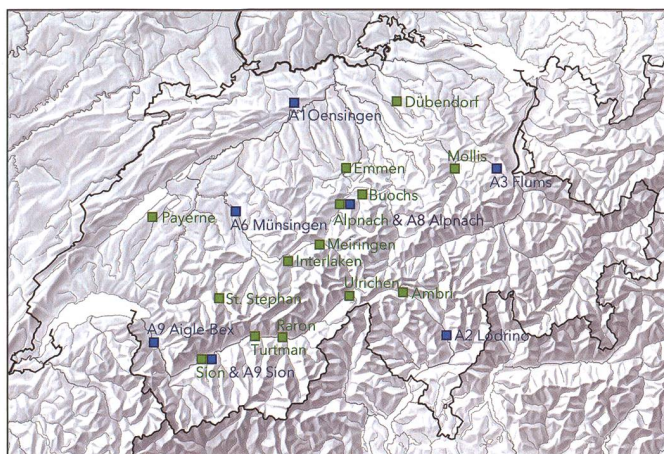 Dübendorf
A1Oensingen
Mollis
Emmen
A3 Flums
Buochs
Payerne
A6 Münsingen
Alpnach & A8 Alpnach
Meiringen
Interlaken
Ulrichen
Ambri
St. Stephan
A9 Aigle-Bex
Raron
A2 Lodrino
Turtman
Sion & A9 Sion